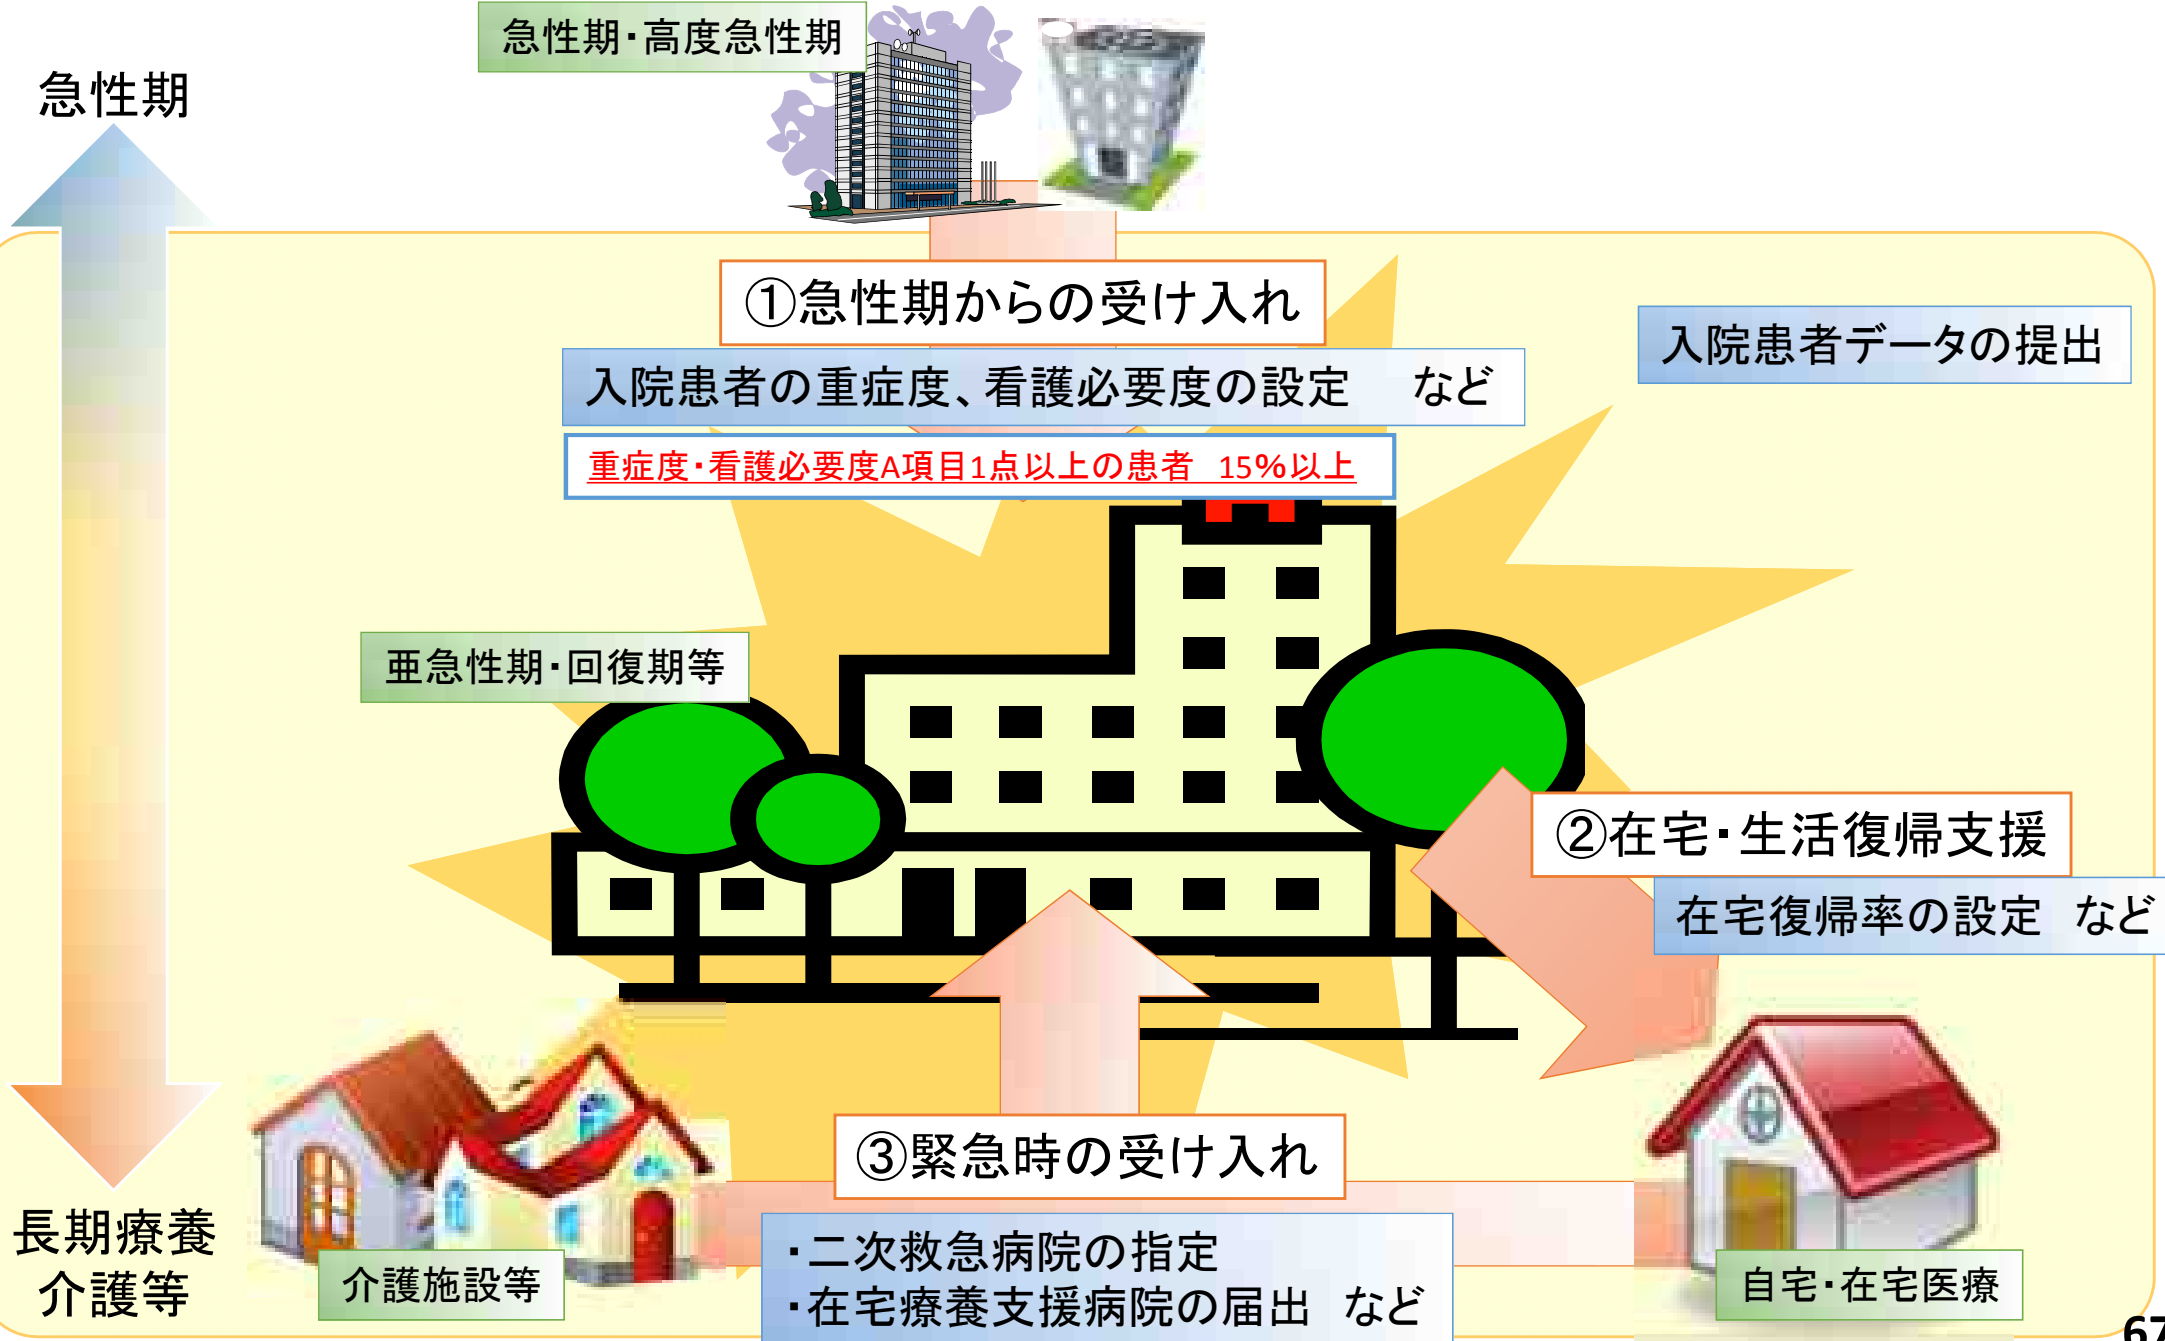 急性期・高度急性期
急性期
①急性期からの受け入れ
入院患者データの提出
入院患者の重症度、看護必要度の設定　など
重症度・看護必要度A項目1点以上の患者　15%以上
亜急性期・回復期等
②在宅・生活復帰支援
在宅復帰率の設定　など
③緊急時の受け入れ
・二次救急病院の指定
・在宅療養支援病院の届出　など
長期療養
介護等
介護施設等
自宅・在宅医療
67